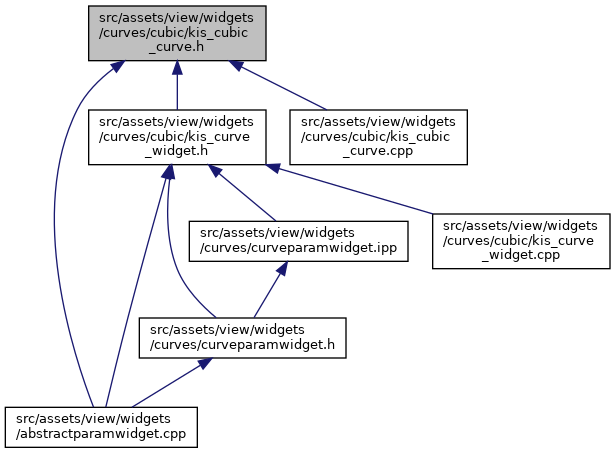 src/assets/view/widgets
/curves/cubic/kis_cubic
_curve.h
src/assets/view/widgets
/curves/cubic/kis_curve
_widget.h
src/assets/view/widgets
/curves/cubic/kis_cubic
_curve.cpp
src/assets/view/widgets
/curves/curveparamwidget.ipp
src/assets/view/widgets
/curves/cubic/kis_curve
_widget.cpp
src/assets/view/widgets
/curves/curveparamwidget.h
src/assets/view/widgets
/abstractparamwidget.cpp